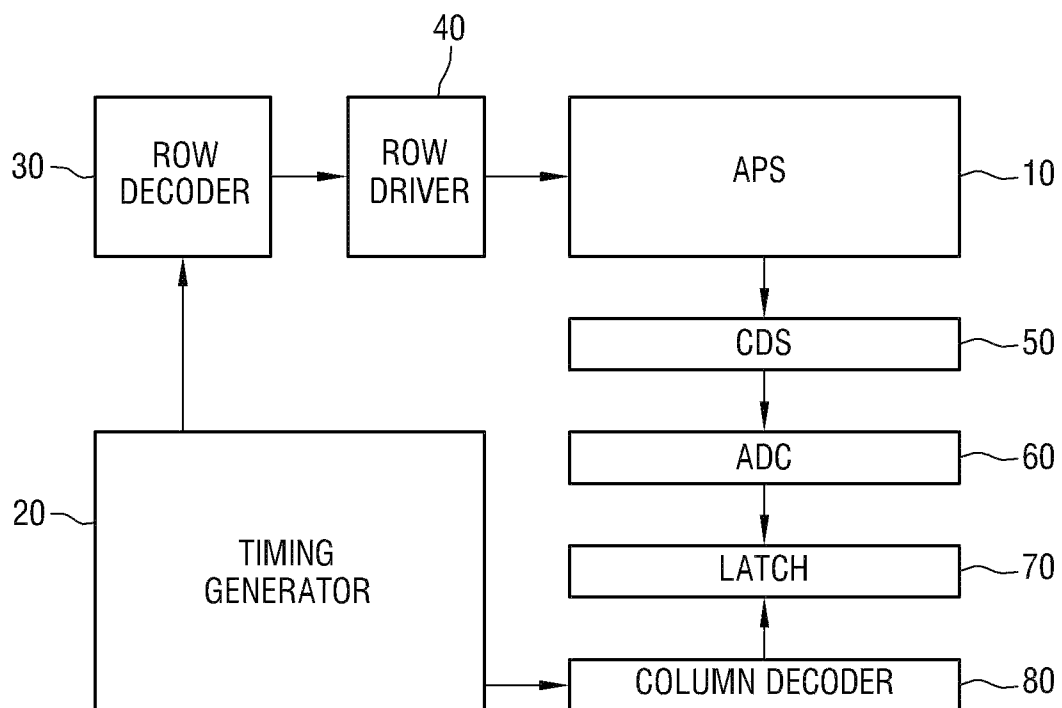 40
30
ROW
DECODER
ROW
DRIVER
APS
10
CDS
50
ADC
60
20
TIMING
GENERATOR
LATCH
70
COLUMN DECODER
80